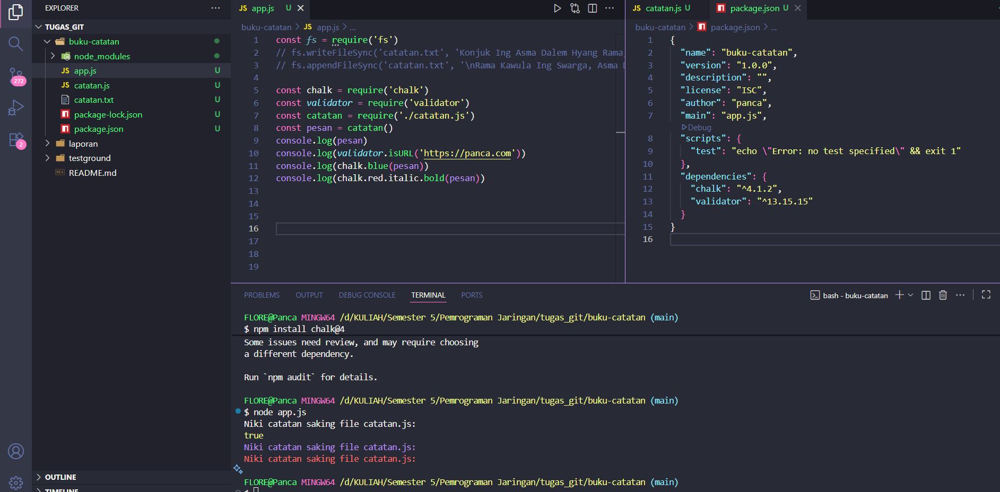 EXPLORER
TUGAS_GIT
buku-catatan
node_modules
JS app.js U
JS catatan.js U
catatan.txt U
package-lock.json U
package.json U
laporan
testground
README.md
OUTLINE
TIMELINE
272
2
JS app.js U
buku-catatan > JS app.js > ...
1 const fs = require('fs')
2 // fs.writeFileSync('catatan.txt', 'Konjuk Ing Asma Dalem Hyang Rama,
3 // fs.appendFileSync('catatan.txt', '\nRama Kawula Ing Swarga, Asma D
4
5 const chalk = require('chalk')
6 const validator = require('validator')
7 const catatan = require('./catatan.js')
8 const pesan = catatan()
9 console.log(pesan)
10 console.log(validator.isURL('https://panca.com'))
11 console.log(chalk.blue(pesan))
12 console.log(chalk.red.italic.bold(pesan))
13
14
15
16
17
18
19
JS catatan.js U package.json U
buku-catatan > package.json > ...
1 {
2 "name": "buku-catatan",
3 "version": "1.0.0",
4 "description": "",
5 "license": "ISC",
6 "author": "panca",
7 "main": "app.js",
Debug
8 "scripts": {
9 "test": "echo \"Error: no test specified\" && exit 1"
10 },
11 "dependencies": {
12 "chalk": "^4.1.2",
13 "validator": "^13.15.15"
14 }
15 }
16
PROBLEMS OUTPUT DEBUG CONSOLE TERMINAL PORTS
bash - buku-catatan
FLORE@Panca MINGW64 /d/KULIAH/Semester 5/Pemrograman Jaringan/tugas_git/buku-catatan (main)
$ npm install chalk@4
Some issues need review, and may require choosing
a different dependency.
Run `npm audit` for details.
FLORE@Panca MINGW64 /d/KULIAH/Semester 5/Pemrograman Jaringan/tugas_git/buku-catatan (main)
$ node app.js
Niki catatan saking file catatan.js:
true
Niki catatan saking file catatan.js:
Niki catatan saking file catatan.js:
FLORE@Panca MINGW64 /d/KULIAH/Semester 5/Pemrograman Jaringan/tugas_git/buku-catatan (main)
$